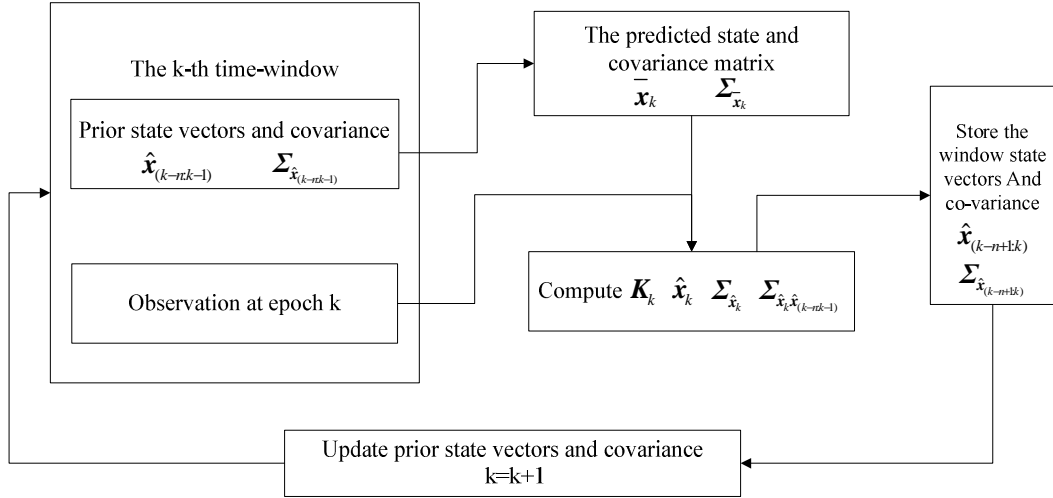 The k-th time-window
Prior state vectors and covariance
x̂(k−n:k−1) Σx̂(k−n:k−1)
Observation at epoch k
The predicted state and
covariance matrix
x̄k Σx̄k
Compute Kk x̂k Σx̂k Σx̂kx̂(k−n:k−1)
Store the
window state
vectors And
co-variance
x̂(k−n+1:k)
Σx̂(k−n+1:k)
Update prior state vectors and covariance
k=k+1